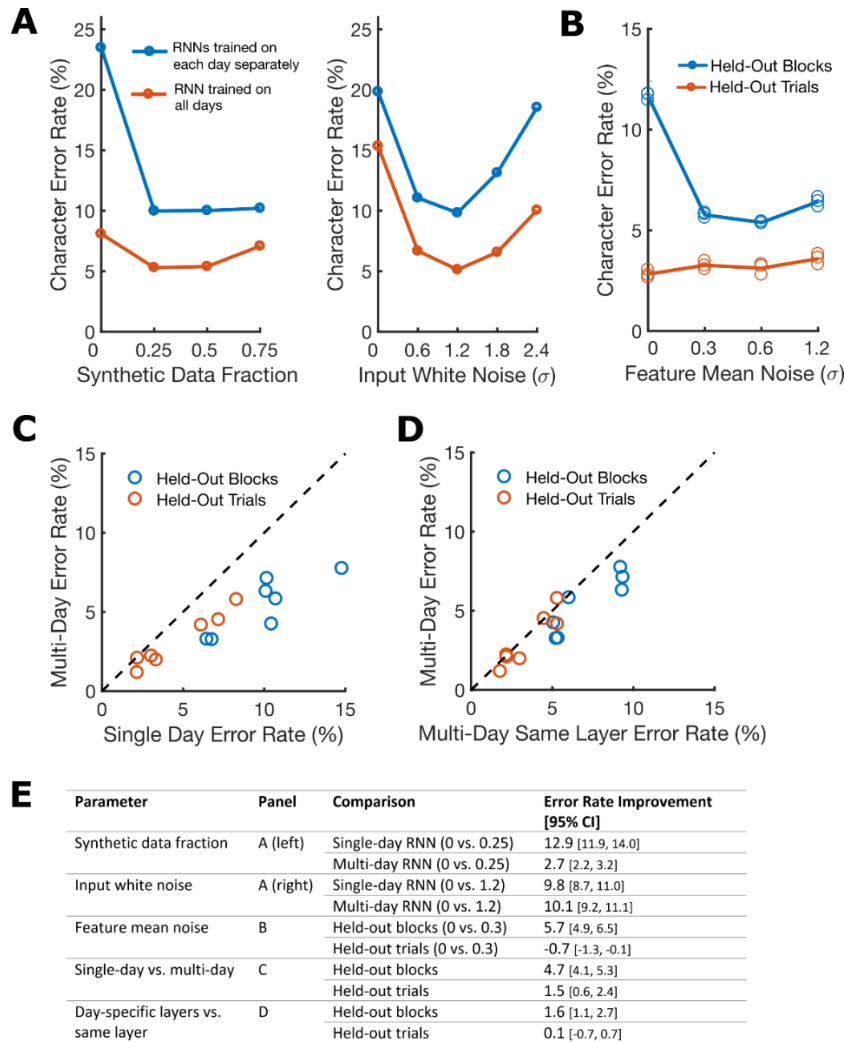 A
B
25
20
15
10
5
0
Character Error Rate (%)
RNNs trained on
each day separately
RNN trained on
all days
0 0.25 0.5 0.75
Synthetic Data Fraction
25
20
15
10
5
0
0 0.6 1.2 1.8 2.4
Input White Noise (σ)
15
10
5
0
Character Error Rate (%)
Held-Out Blocks
Held-Out Trials
0 0.3 0.6 1.2
Feature Mean Noise (σ)
C
D
15
10
5
0
Multi-Day Error Rate (%)
Held-Out Blocks
Held-Out Trials
0 5 10 15
Single Day Error Rate (%)
15
10
5
0
Multi-Day Error Rate (%)
Held-Out Blocks
Held-Out Trials
0 5 10 15
Multi-Day Same Layer Error Rate (%)
E
Parameter Panel Comparison Error Rate Improvement
[95% CI]
Synthetic data fraction A (left) Single-day RNN (0 vs. 0.25) 12.9 [11.9, 14.0]
Multi-day RNN (0 vs. 0.25) 2.7 [2.2, 3.2]
Input white noise A (right) Single-day RNN (0 vs. 1.2) 9.8 [8.7, 11.0]
Multi-day RNN (0 vs. 1.2) 10.1 [9.2, 11.1]
Feature mean noise B Held-out blocks (0 vs. 0.3) 5.7 [4.9, 6.5]
Held-out trials (0 vs. 0.3) -0.7 [-1.3, -0.1]
Single-day vs. multi-day C Held-out blocks 4.7 [4.1, 5.3]
Held-out trials 1.5 [0.6, 2.4]
Day-specific layers vs. D Held-out blocks 1.6 [1.1, 2.7]
same layer Held-out trials 0.1 [-0.7, 0.7]